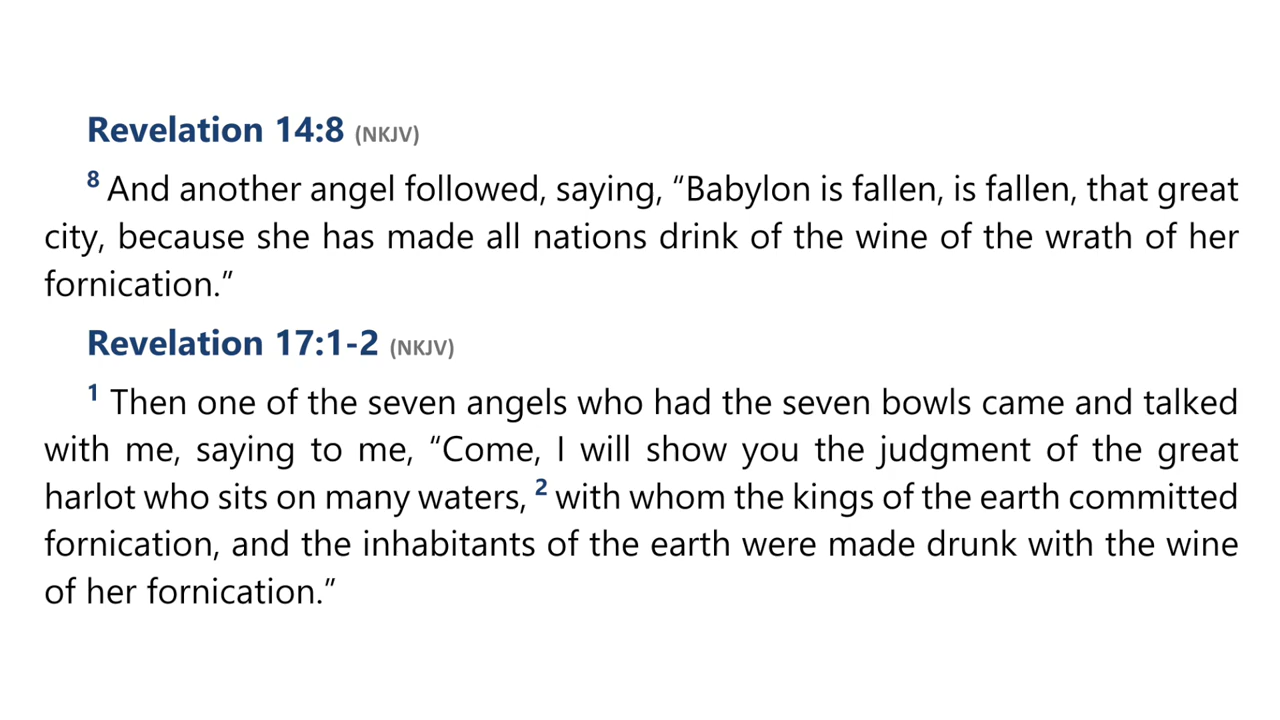 Revelation 14:8 (NKJV)
8 And another angel followed, saying, “Babylon is fallen, is fallen, that great
city, because she has made all nations drink of the wine of the wrath of her
fornication.”
Revelation 17:1-2 (NKJV)
1 Then one of the seven angels who had the seven bowls came and talked
with me, saying to me, “Come, I will show you the judgment of the great
harlot who sits on many waters, 2 with whom the kings of the earth committed
fornication, and the inhabitants of the earth were made drunk with the wine
of her fornication.”